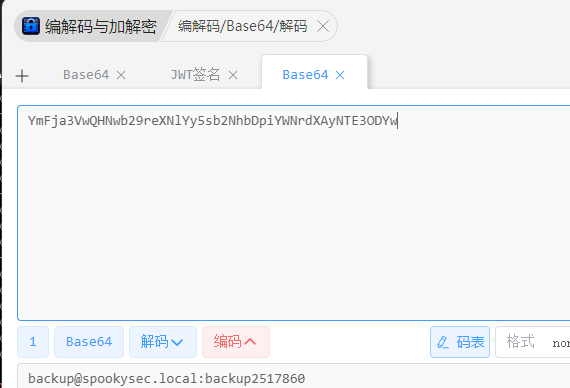 编解码与加解密 编解码/Base64/解码
Base64 JWT签名 Base64
YmFja3VwQHNwb29reXNlYy5sb2NhbDpiYWNrdXAyNTE3ODYw
1 Base64 解码 编码 码表 格式 nor
backup@spookysec.local:backup2517860